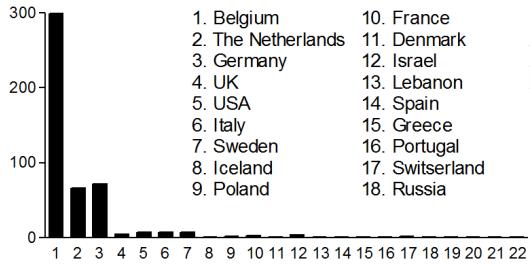 300
200
100
0
1. Belgium
2. The Netherlands
3. Germany
4. UK
5. USA
6. Italy
7. Sweden
8. Iceland
9. Poland
10. France
11. Denmark
12. Israel
13. Lebanon
14. Spain
15. Greece
16. Portugal
17. Switserland
18. Russia
1 2 3 4 5 6 7 8 9 10 11 12 13 14 15 16 17 18 19 20 21 22